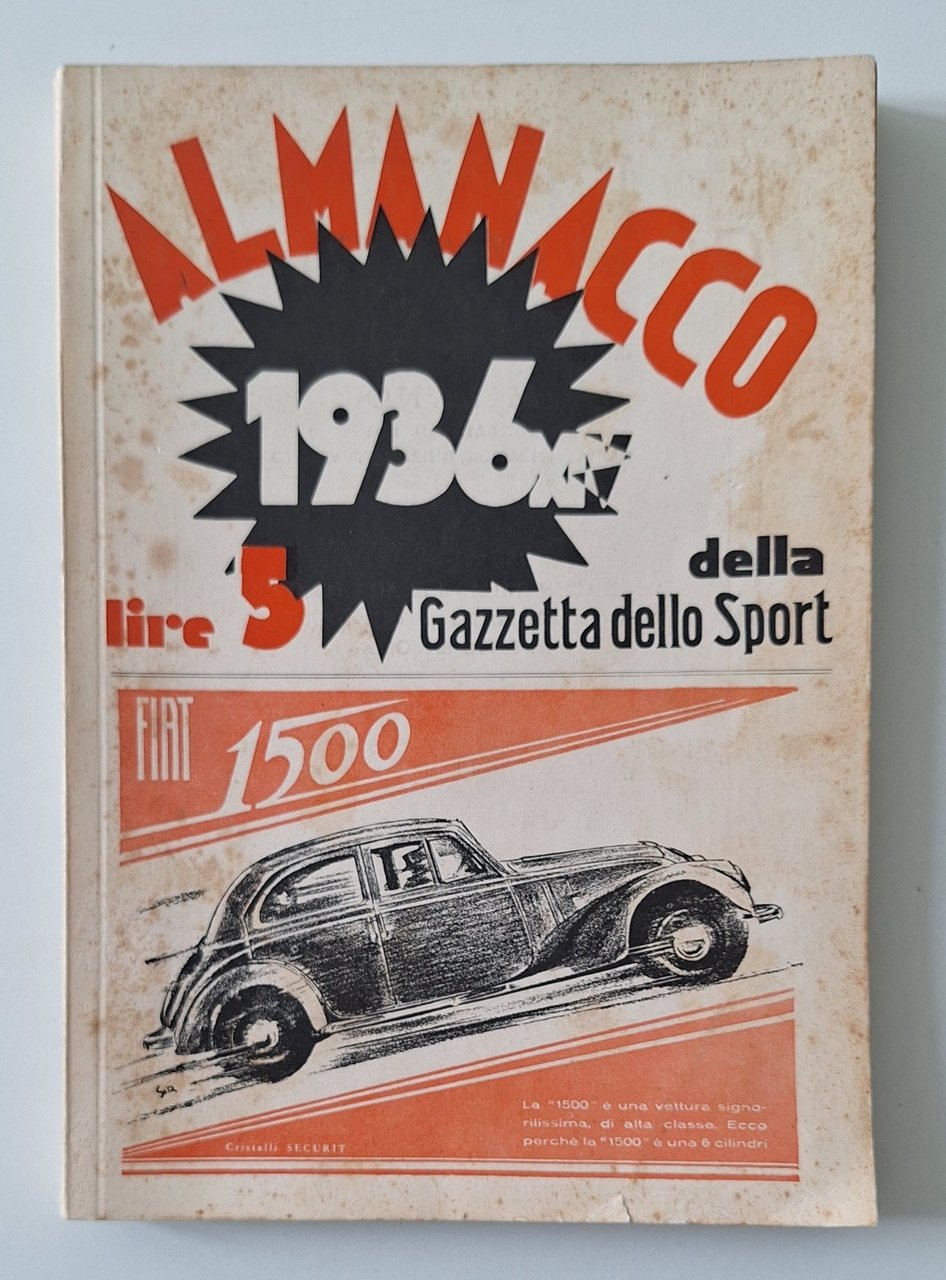 ALMANACCO
1936 XIV
della
lire 5
Gazzetta dello Sport
FIAT
1500
La "1500" è una vettura signo-
rilissima, di alta classe. Ecco
perchè la "1500" è una 6 cilindri
Cristalli SECURIT